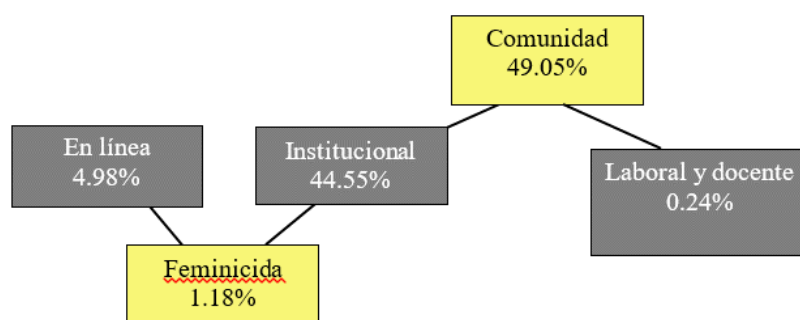 Comunidad
49.05%
En línea
4.98%
Institucional
44.55%
Laboral y docente
0.24%
Feminicida
1.18%